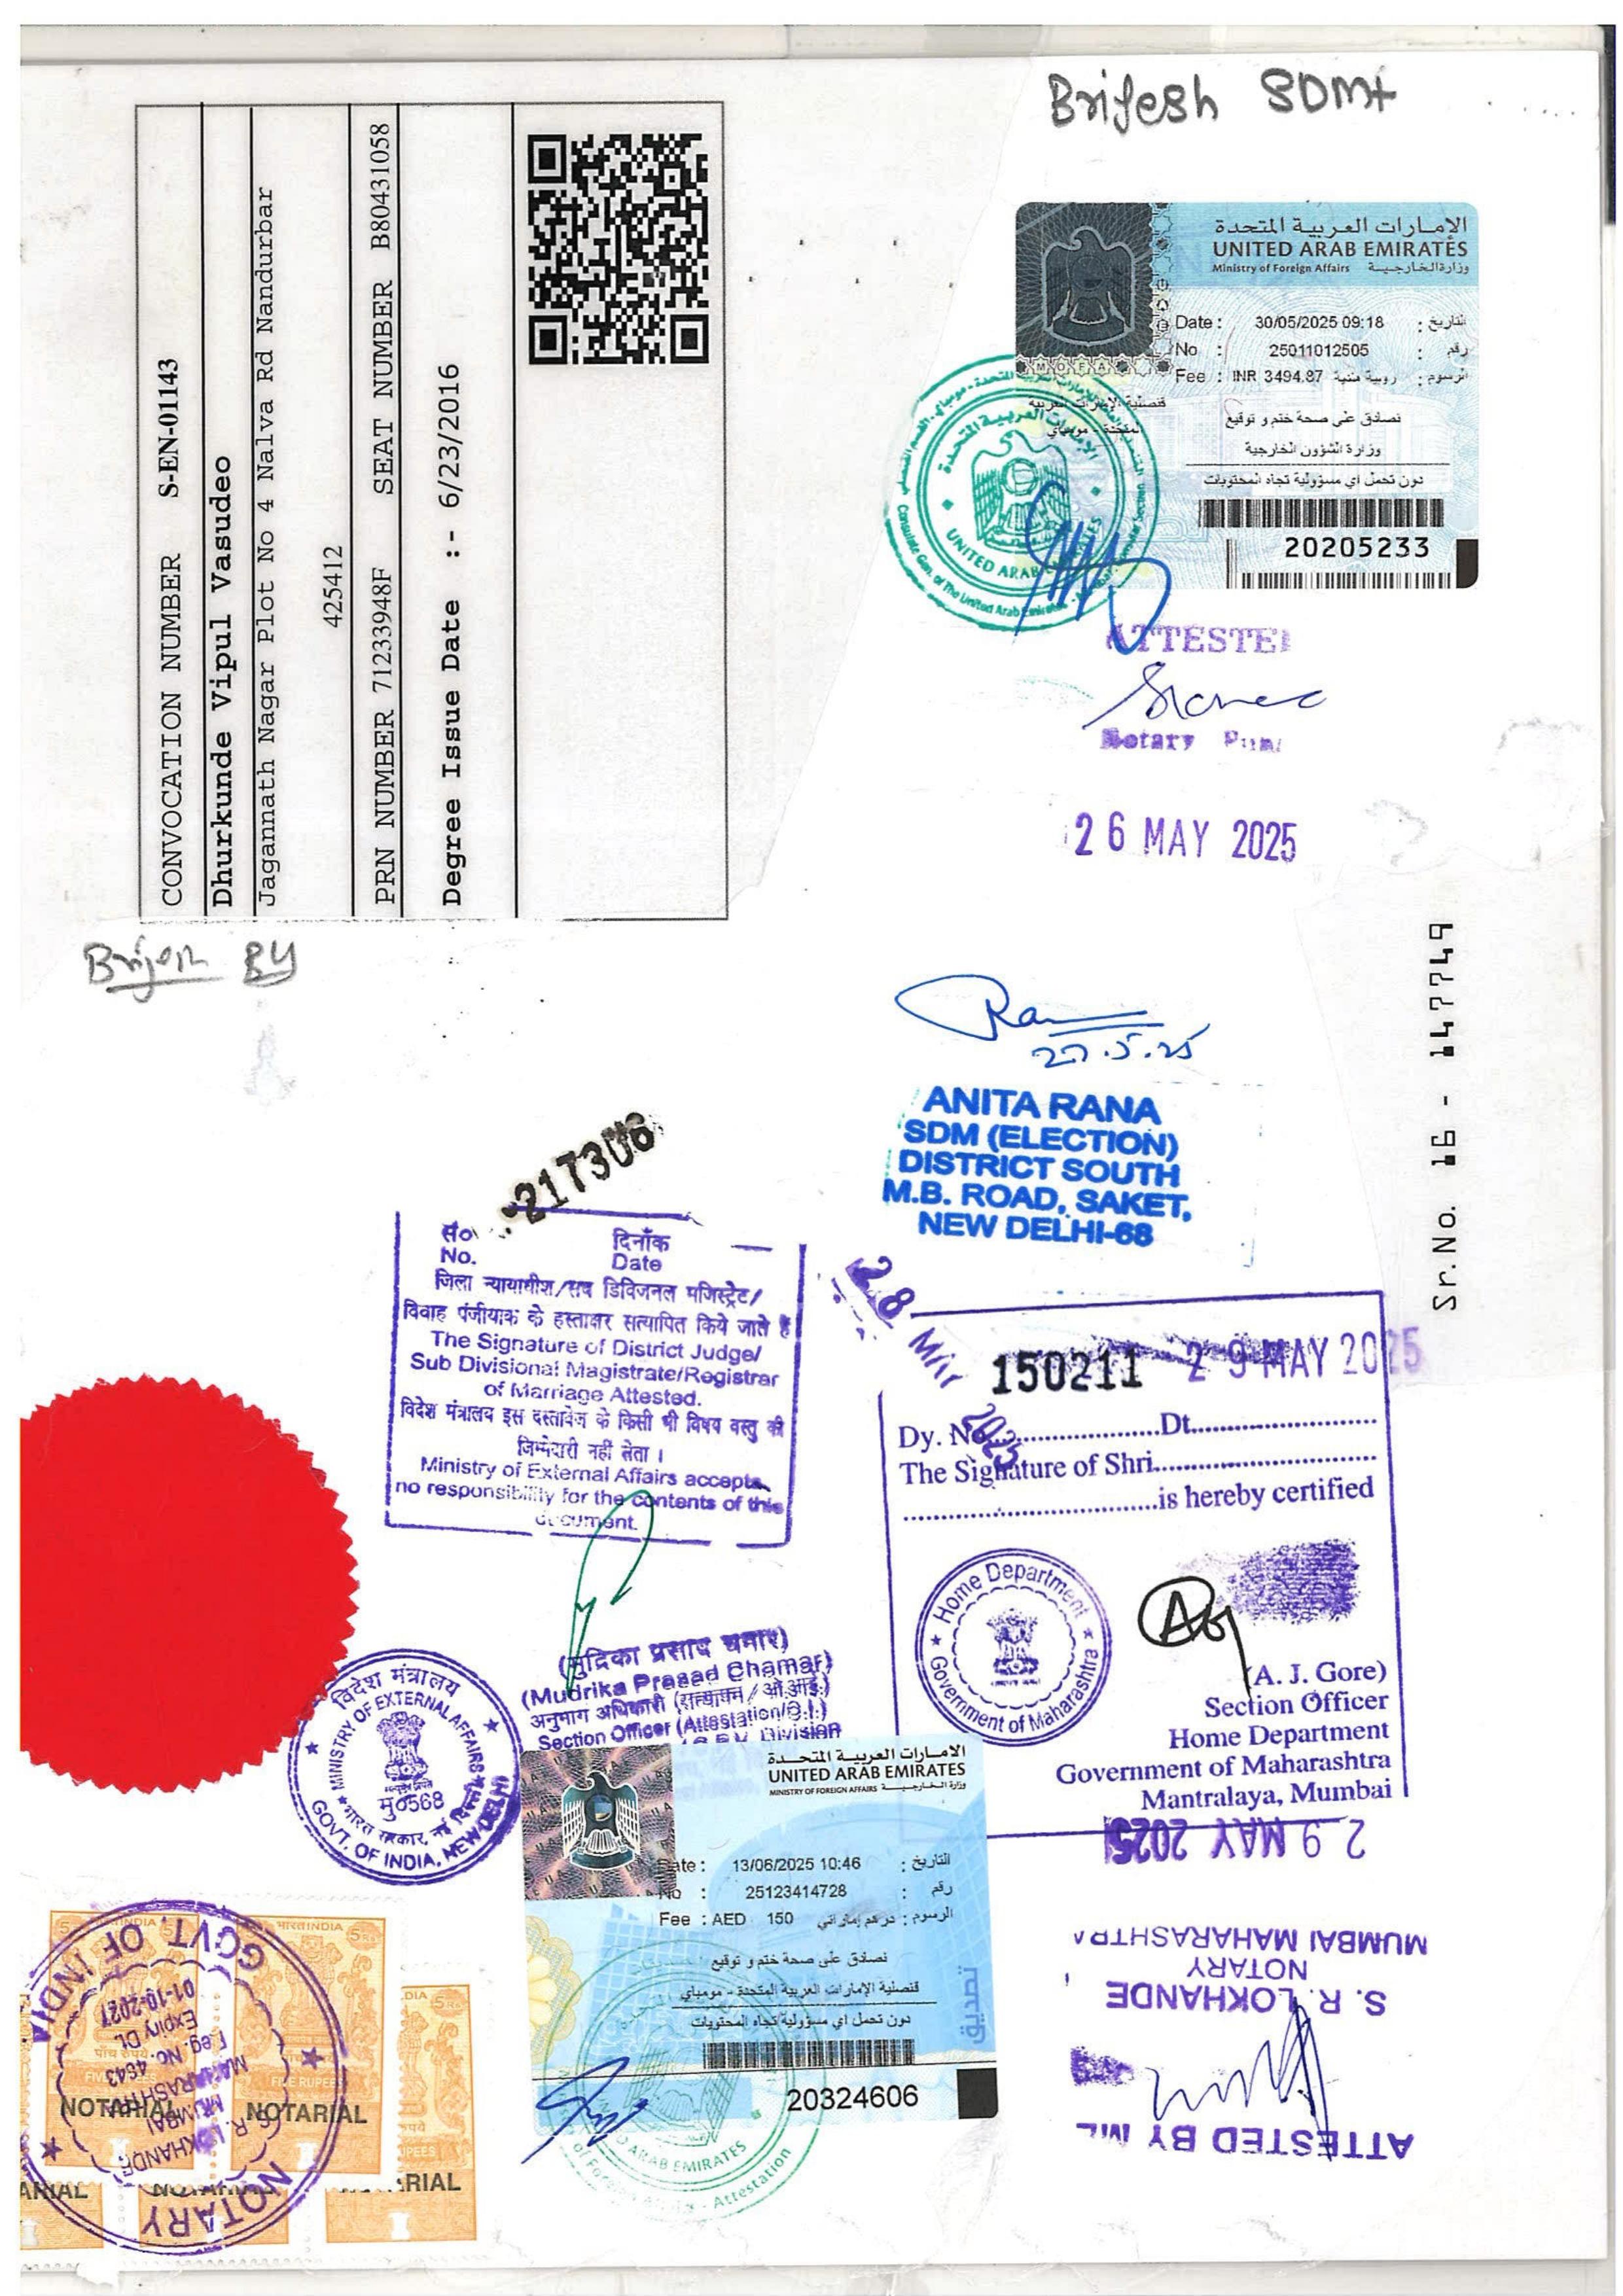 Brijesh SDM
CONVOCATION NUMBER S-EN-01143
Dhurkunde Vipul Vasudeo
Jagannath Nagar Plot No 4 Nalva Rd Nandurbar
425412
PRN NUMBER 71233948F SEAT NUMBER B80431058
Degree Issue Date :- 6/23/2016
الإمارات العربية المتحدة
UNITED ARAB EMIRATES
Ministry of Foreign Affairs وزارة الخارجية
Date : 30/05/2025 09:18 التاريخ :
No : 25011012505 رقم :
Fee : INR 3494.87 روبية هندية الرسوم :
MOFA
قنصلية الإمارات العربية
المتحدة - مومباي
نصادق على صحة ختم و توقيع
وزارة الشؤون الخارجية
دون تحمل اي مسؤولية تجاه المحتويات
20205233
UNITED ARAB
Consulate Gen. of The United Arab Emirates
ATTESTE
Notary
26 MAY 2025
Brijesh
Sr.No. 16 - 147749
27.5.25
ANITA RANA
SDM (ELECTION)
DISTRICT SOUTH
M.B. ROAD, SAKET,
NEW DELHI-68
217306
सं०
No.
दिनाँक
Date
जिला न्यायाधीश/सब डिविजनल मजिस्ट्रेट/
विवाह पंजीयाक के हस्ताक्षर सत्यापित किये जाते हैं
The Signature of District Judge/
Sub Divisional Magistrate/Registrar
of Marriage Attested.
विदेश मंत्रालय इस दस्तावेज के किसी भी विषय वस्तु की
जिम्मेदारी नहीं लेता ।
Ministry of External Affairs accepts
no responsibility for the contents of this
document.
28 MAY 2025
150211 29 MAY 2025
Dy. No..................Dt..................
The Signature of Shri..................
..................is hereby certified
Home Department
Government of Maharashtra
(A. J. Gore)
Section Officer
Home Department
Government of Maharashtra
Mantralaya, Mumbai
29 MAY 2025
(मुद्रिका प्रसाद चमार)
(Mudrika Prasad Chamar)
अनुभाग अधिकारी (सत्यापन / ओ.आई.)
Section Officer (Attestation/O.I.)
C.P.V. Division
विदेश मंत्रालय
MINISTRY OF EXTERNAL AFFAIRS
मु०568
भारत सरकार, नई दिल्ली
GOVT. OF INDIA, NEW DELHI
الإمارات العربية المتحدة
UNITED ARAB EMIRATES
MINISTRY OF FOREIGN AFFAIRS وزارة الخارجية
Date : 13/06/2025 10:46 التاريخ :
No : 25123414728 رقم :
Fee : AED 150 درهم إماراتي الرسوم :
نصادق على صحة ختم و توقيع
قنصلية الإمارات العربية المتحدة - مومباي
دون تحمل اي مسؤولية تجاه المحتويات
تصديق
20324606
ARAB EMIRATES
Attestation
ATTESTED BY ME
S. R. LOKHANDE
NOTARY
MUMBAI MAHARASHTRA
NOTARY
GOVT. OF INDIA
S. R. LOKHANDE
MUMBAI
MAHARASHTRA
Reg. No. 4643
Expiry Dt.
01-10-2027
भारत INDIA
FIVE RUPEES
NOTARIAL
NOTARIAL